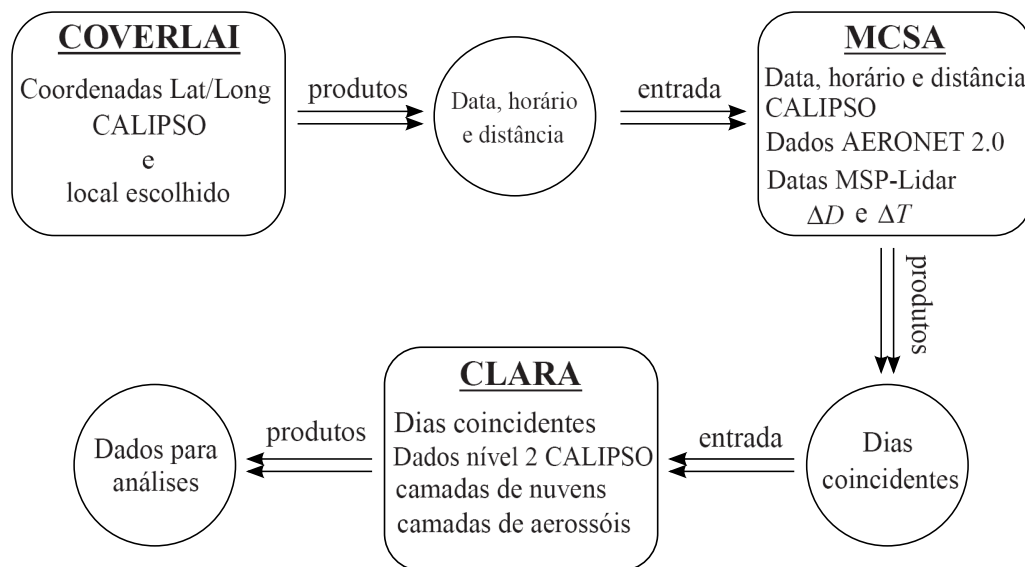 COVERLAI
Coordenadas Lat/Long
CALIPSO
e
local escolhido
produtos
Data, horário
e distância
entrada
MCSA
Data, horário e distância
CALIPSO
Dados AERONET 2.0
Datas MSP-Lidar
ΔD e ΔT
produtos
Dias
coincidentes
entrada
CLARA
Dias coincidentes
Dados nível 2 CALIPSO
camadas de nuvens
camadas de aerossóis
produtos
Dados para
análises